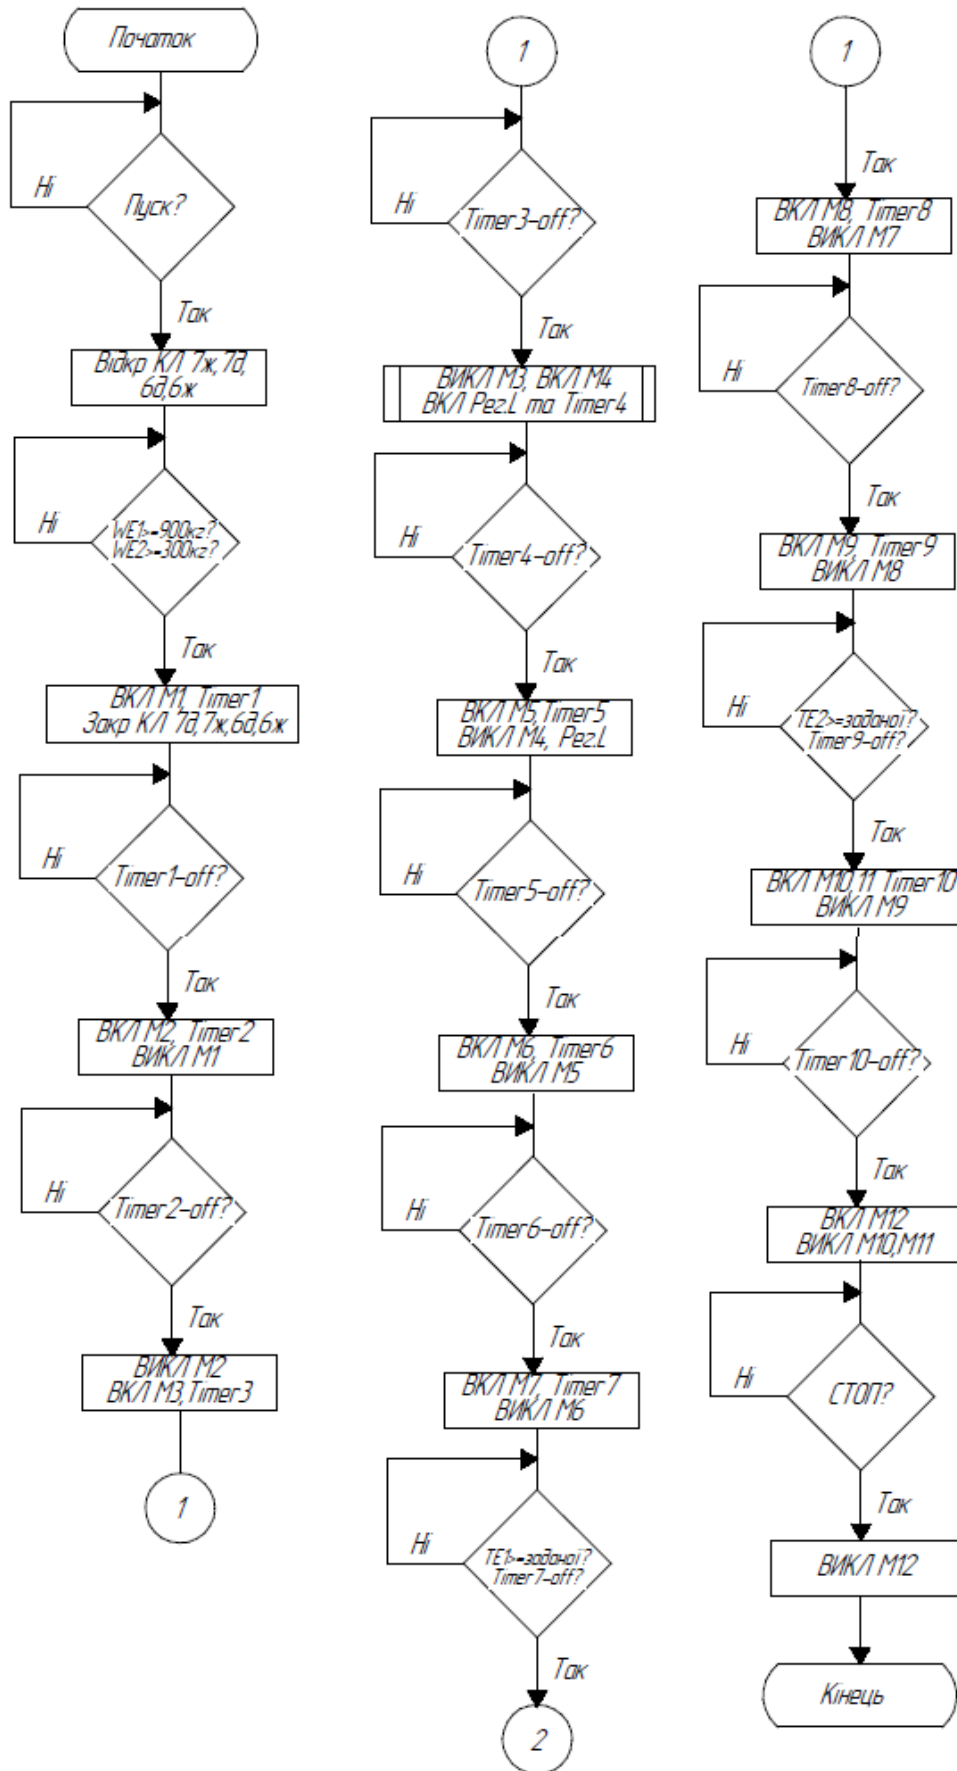 Початок
Пуск?
Ні
Так
Відкр КЛ 7ж,7д,
6д,6ж
WE1>=900кг?
WE2>=300кг?
Ні
Так
ВКЛ М1, Timer1
Закр КЛ 7д,7ж,6д,6ж
Timer1-off?
Ні
Так
ВКЛ М2, Timer2
ВИКЛ М1
Timer2-off?
Ні
Так
ВИКЛ М2
ВКЛ М3,Timer3
1
1
Timer3-off?
Ні
Так
ВИКЛ М3, ВКЛ М4
ВКЛ Рег.L та Timer4
Timer4-off?
Ні
Так
ВКЛ М5,Timer5
ВИКЛ М4, Рег.L
Timer5-off?
Ні
Так
ВКЛ М6, Timer6
ВИКЛ М5
Timer6-off?
Ні
Так
ВКЛ М7, Timer7
ВИКЛ М6
TE1>=заданої?
Timer7-off?
Ні
Так
2
1
Так
ВКЛ М8, Timer8
ВИКЛ М7
Timer8-off?
Ні
Так
ВКЛ М9, Timer9
ВИКЛ М8
TE2>=заданої?
Timer9-off?
Ні
Так
ВКЛ М10,11 Timer10
ВИКЛ М9
Timer10-off?
Ні
Так
ВКЛ М12
ВИКЛ М10,М11
СТОП?
Ні
Так
ВИКЛ М12
Кінець